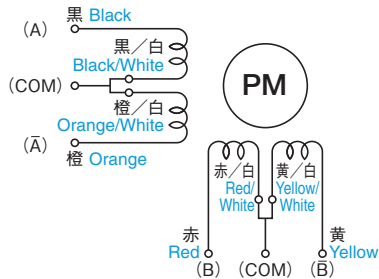 黒 Black
(A)
黒／白
Black/White
(COM)
橙／白
Orange/White
(Ā)
橙 Orange
PM
赤／白
Red/
White
黄／白
Yellow/
White
赤
Red
(B)
(COM)
黄
Yellow
(B̄)